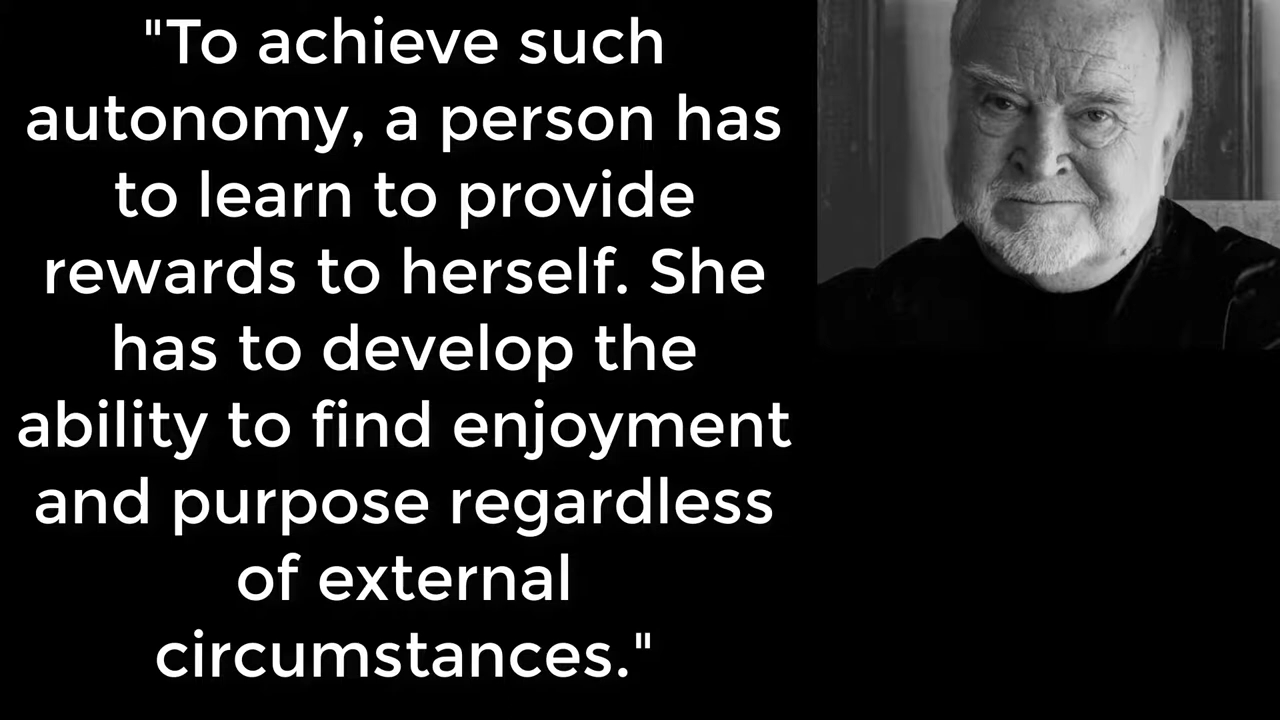 "To achieve such
autonomy, a person has
to learn to provide
rewards to herself. She
has to develop the
ability to find enjoyment
and purpose regardless
of external
circumstances."